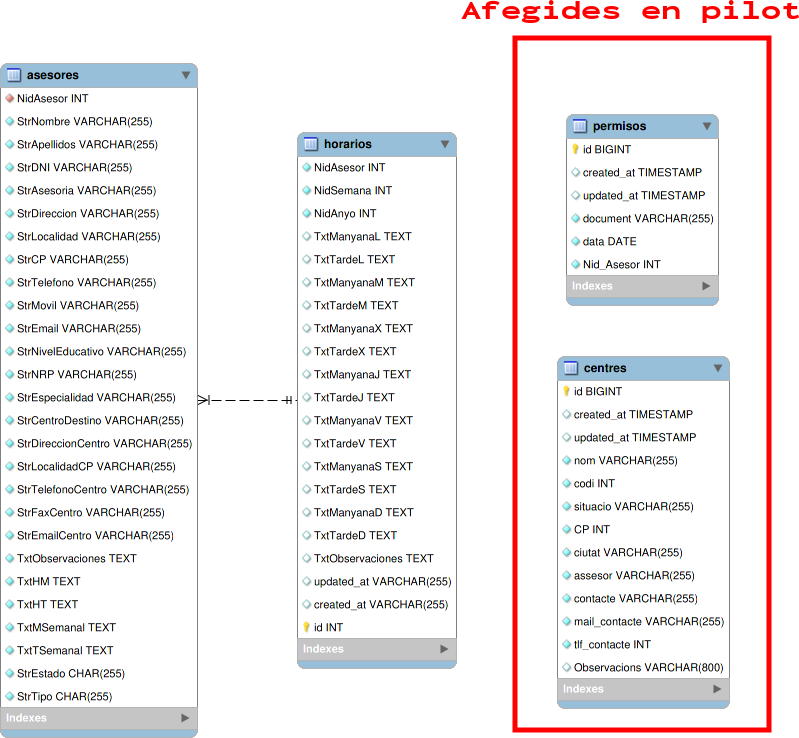 Afegides en pilot
asesores
NidAsesor INT
StrNombre VARCHAR(255)
StrApellidos VARCHAR(255)
StrDNI VARCHAR(255)
StrAsesoria VARCHAR(255)
StrDireccion VARCHAR(255)
StrLocalidad VARCHAR(255)
StrCP VARCHAR(255)
StrTelefono VARCHAR(255)
StrMovil VARCHAR(255)
StrEmail VARCHAR(255)
StrNivelEducativo VARCHAR(255)
StrNRP VARCHAR(255)
StrEspecialidad VARCHAR(255)
StrCentroDestino VARCHAR(255)
StrDireccionCentro VARCHAR(255)
StrLocalidadCP VARCHAR(255)
StrTelefonoCentro VARCHAR(255)
StrFaxCentro VARCHAR(255)
StrEmailCentro VARCHAR(255)
TxtObservaciones TEXT
TxtHM TEXT
TxtHT TEXT
TxtMSemanal TEXT
TxtTSemanal TEXT
StrEstado CHAR(255)
StrTipo CHAR(255)
Indexes
horarios
NidAsesor INT
NidSemana INT
NidAnyo INT
TxtManyanaL TEXT
TxtTardeL TEXT
TxtManyanaM TEXT
TxtTardeM TEXT
TxtManyanaX TEXT
TxtTardeX TEXT
TxtManyanaJ TEXT
TxtTardeJ TEXT
TxtManyanaV TEXT
TxtTardeV TEXT
TxtManyanaS TEXT
TxtTardeS TEXT
TxtManyanaD TEXT
TxtTardeD TEXT
TxtObservaciones TEXT
updated_at VARCHAR(255)
created_at VARCHAR(255)
id INT
Indexes
permisos
id BIGINT
created_at TIMESTAMP
updated_at TIMESTAMP
document VARCHAR(255)
data DATE
Nid_Asesor INT
Indexes
centres
id BIGINT
created_at TIMESTAMP
updated_at TIMESTAMP
nom VARCHAR(255)
codi INT
situacio VARCHAR(255)
CP INT
ciutat VARCHAR(255)
assesor VARCHAR(255)
contacte VARCHAR(255)
mail_contacte VARCHAR(255)
tlf_contacte INT
Observacions VARCHAR(800)
Indexes